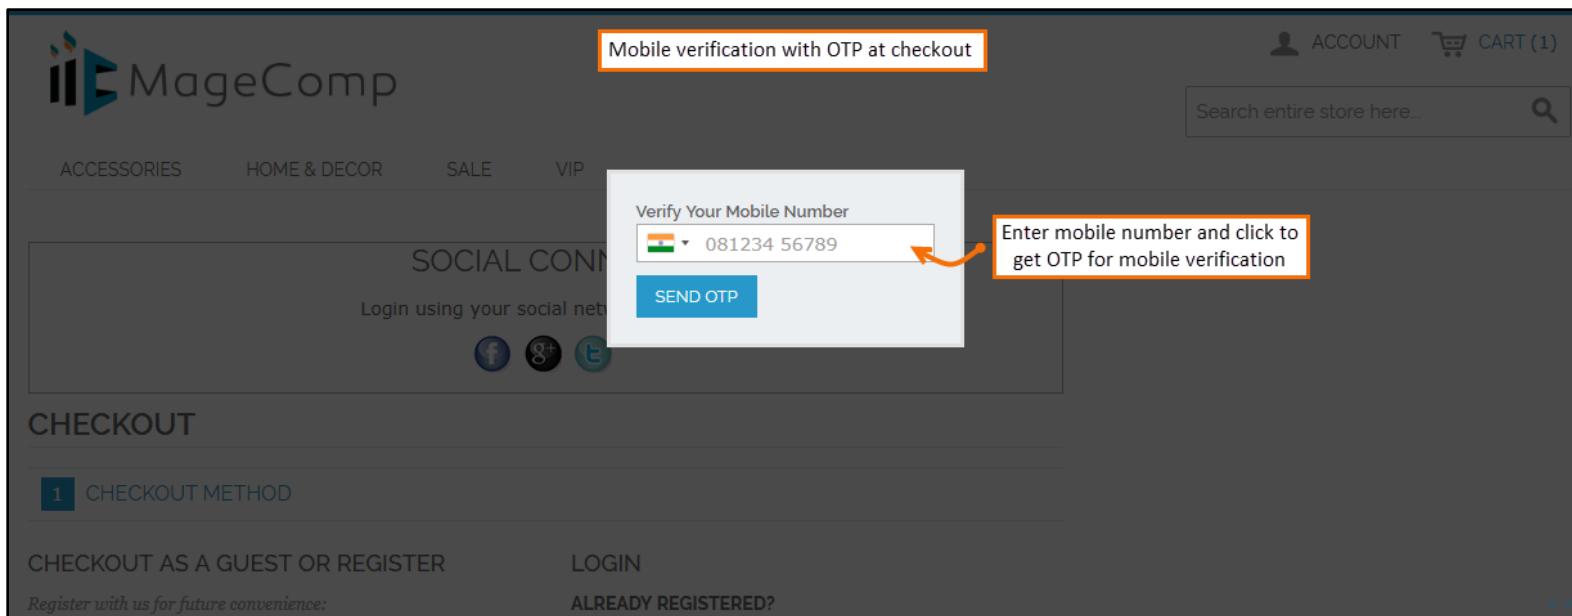 Mobile verification with OTP at checkout
MageComp
ACCOUNT
CART (1)
Search entire store here...
ACCESSORIES
HOME & DECOR
SALE
VIP
Verify Your Mobile Number
081234 56789
SEND OTP
Enter mobile number and click to
get OTP for mobile verification
SOCIAL
Login using your social
CHECKOUT
1 CHECKOUT METHOD
CHECKOUT AS A GUEST OR REGISTER
Register with us for future convenience:
LOGIN
ALREADY REGISTERED?